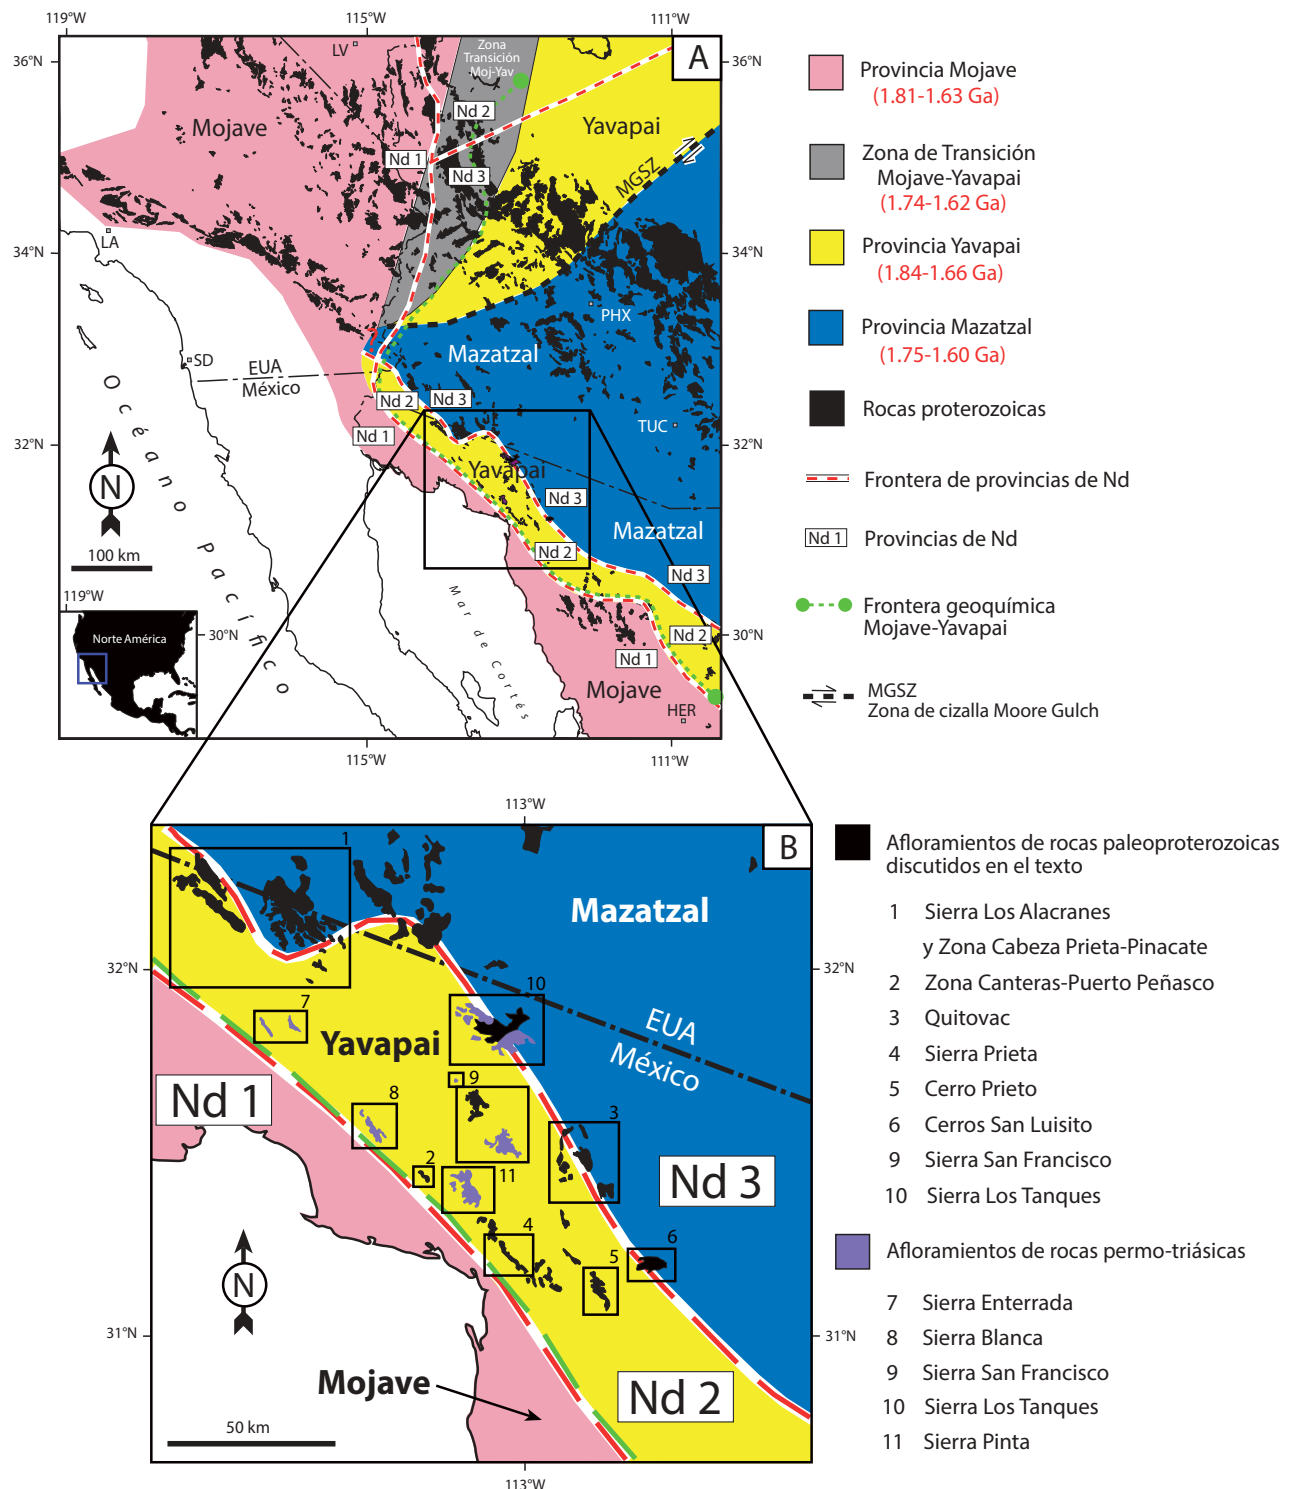 119°W
115°W
111°W
36°N
36°N
34°N
34°N
32°N
32°N
30°N
30°N
119°W
115°W
111°W
A
LV
Zona
Transición
Moj-Yav
Mojave
Nd 2
Yavapai
Nd 1
Nd 3
MGSZ
LA
PHX
SD
EUA
México
Mazatzal
Nd 2
Nd 3
Nd 1
TUC
Yavapai
Nd 3
Mazatzal
Nd 2
Nd 3
Nd 2
Nd 1
Mojave
HER
Océano Pacífico
Mar de Cortés
N
100 km
Norte América
Provincia Mojave
(1.81-1.63 Ga)
Zona de Transición
Mojave-Yavapai
(1.74-1.62 Ga)
Provincia Yavapai
(1.84-1.66 Ga)
Provincia Mazatzal
(1.75-1.60 Ga)
Rocas proterozoicas
Frontera de provincias de Nd
Nd 1 Provincias de Nd
Frontera geoquímica
Mojave-Yavapai
MGSZ
Zona de cizalla Moore Gulch
113°W
B
1
Mazatzal
32°N
32°N
10
7
EUA
México
Yavapai
9
Nd 1
8
3
2
11
Nd 3
4
6
5
N
31°N
31°N
Mojave
Nd 2
50 km
113°W
Afloramientos de rocas paleoproterozoicas
discutidos en el texto
1 Sierra Los Alacranes
y Zona Cabeza Prieta-Pinacate
2 Zona Canteras-Puerto Peñasco
3 Quitovac
4 Sierra Prieta
5 Cerro Prieto
6 Cerros San Luisito
9 Sierra San Francisco
10 Sierra Los Tanques
Afloramientos de rocas permo-triásicas
7 Sierra Enterrada
8 Sierra Blanca
9 Sierra San Francisco
10 Sierra Los Tanques
11 Sierra Pinta